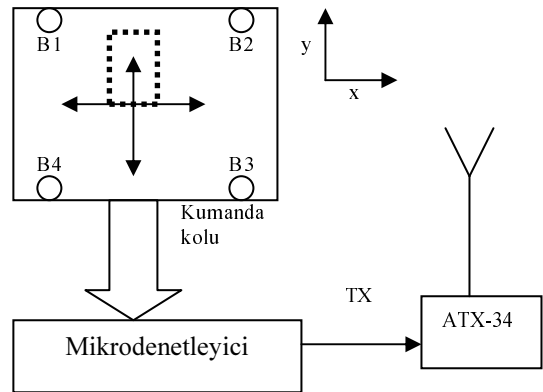 B1
B2
y
x
B4
B3
Kumanda
kolu
TX
ATX-34
Mikrodenetleyici